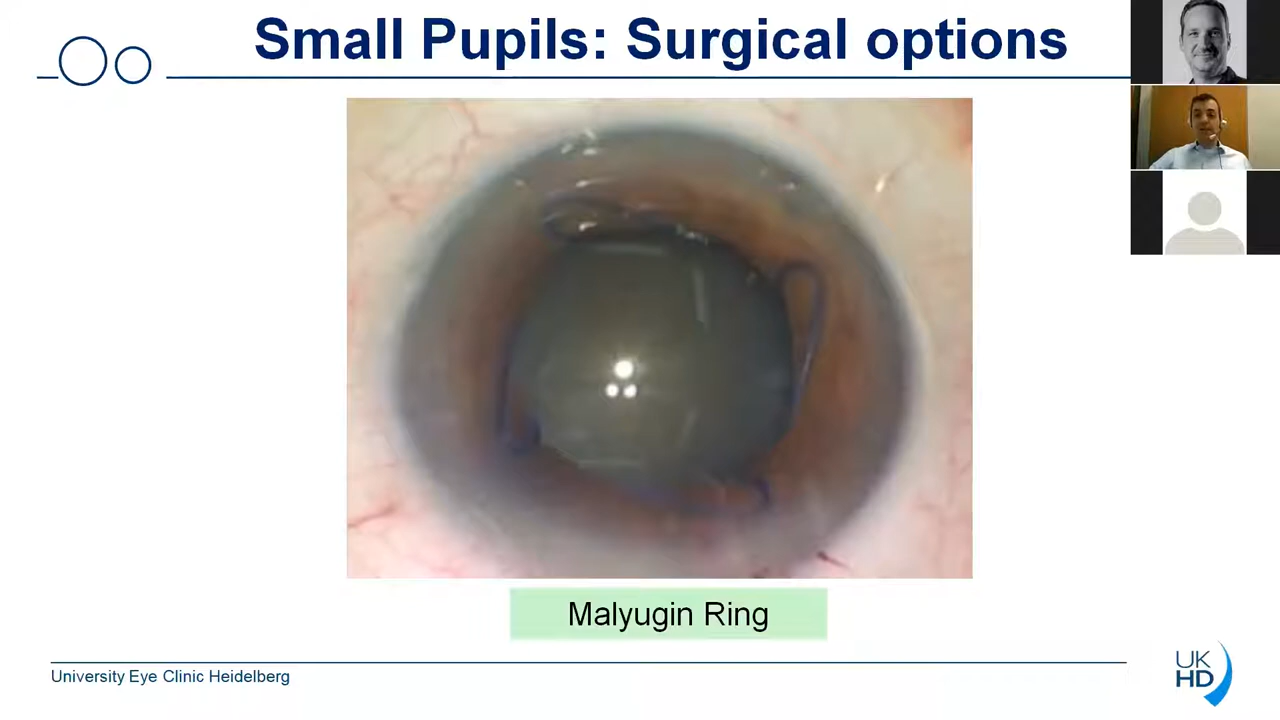 Small Pupils: Surgical options
Malyugin Ring
University Eye Clinic Heidelberg
UK
HD